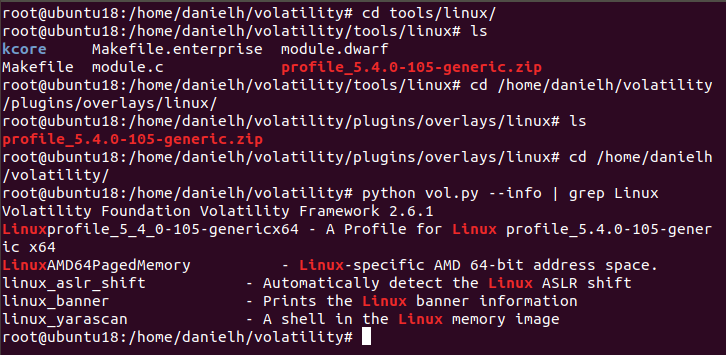 root@ubuntu18:/home/danielh/volatility# cd tools/linux/
root@ubuntu18:/home/danielh/volatility/tools/linux# ls
kcore     Makefile.enterprise  module.dwarf
Makefile  module.c             profile_5.4.0-105-generic.zip
root@ubuntu18:/home/danielh/volatility/tools/linux# cd /home/danielh/volatility
/plugins/overlays/linux/
root@ubuntu18:/home/danielh/volatility/plugins/overlays/linux# ls
profile_5.4.0-105-generic.zip
root@ubuntu18:/home/danielh/volatility/plugins/overlays/linux# cd /home/danielh
/volatility/
root@ubuntu18:/home/danielh/volatility# python vol.py --info | grep Linux
Volatility Foundation Volatility Framework 2.6.1
Linuxprofile_5_4_0-105-genericx64 - A Profile for Linux profile_5.4.0-105-gener
ic x64
LinuxAMD64PagedMemory          - Linux-specific AMD 64-bit address space.
linux_aslr_shift           - Automatically detect the Linux ASLR shift
linux_banner               - Prints the Linux banner information
linux_yarascan             - A shell in the Linux memory image
root@ubuntu18:/home/danielh/volatility#